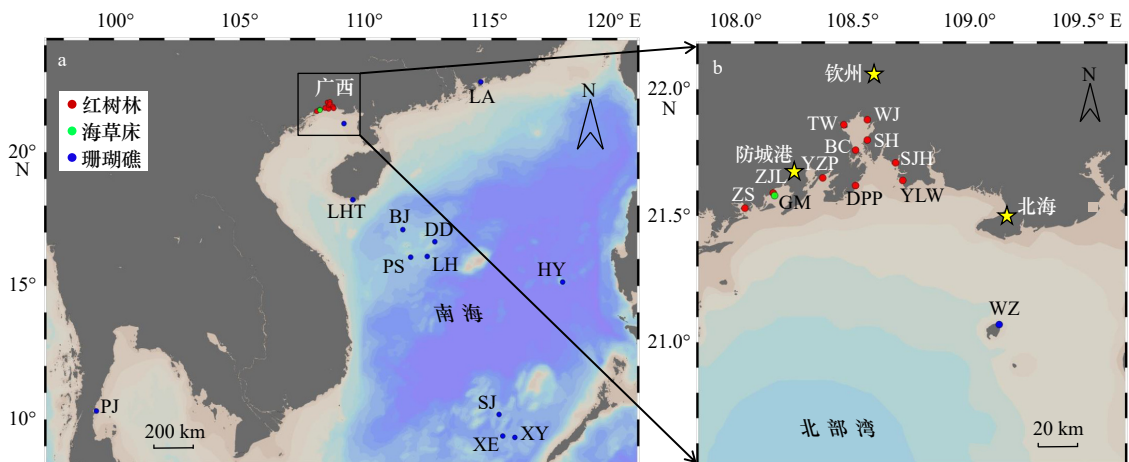 100°
105°
110°
115°
120° E
a
广西
LA
N
红树林
海草床
珊瑚礁
20°
N
LHT
BJ
DD
PS
LH
HY
15°
南海
PJ
SJ
10°
200 km
XE
XY
108.0°
108.5°
109.0°
109.5° E
b
钦州
N
22.0°
N
WJ
TW
SH
BC
SJH
防城港
YZP
ZJL
ZS
GM
DPP
YLW
21.5°
北海
WZ
21.0°
北部湾
20 km